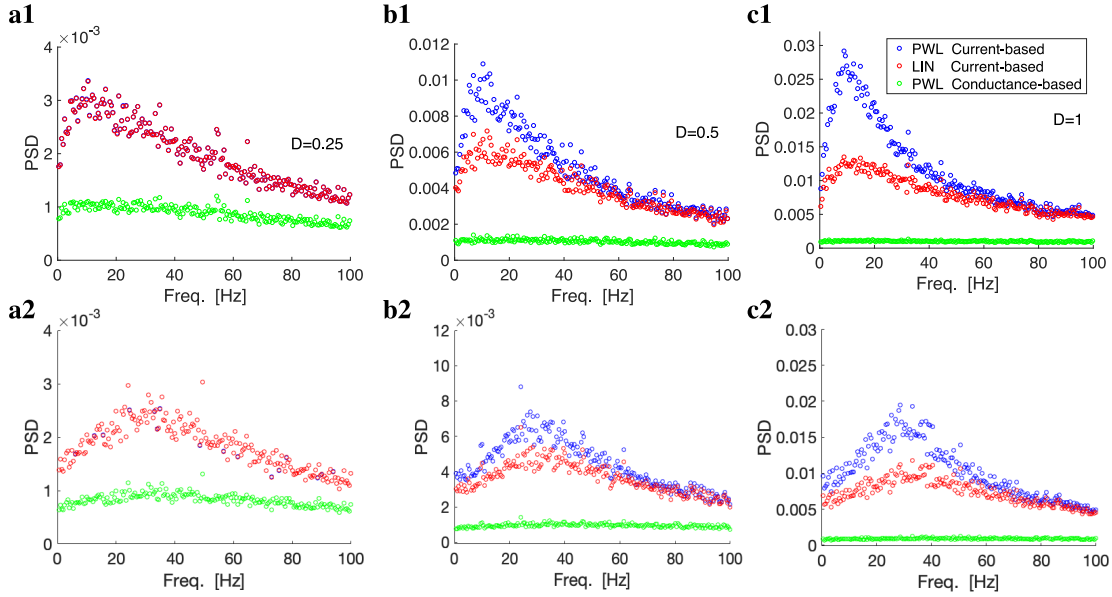 a1
×10⁻³
4
3
2
1
0
PSD
D=0.25
0 20 40 60 80 100
Freq. [Hz]
b1
0.012
0.01
0.008
0.006
0.004
0.002
0
PSD
D=0.5
0 20 40 60 80 100
Freq. [Hz]
c1
0.03
0.025
0.02
0.015
0.01
0.005
0
PSD
PWL Current-based
LIN Current-based
PWL Conductance-based
D=1
0 20 40 60 80 100
Freq. [Hz]
a2
×10⁻³
4
3
2
1
0
PSD
0 20 40 60 80 100
Freq. [Hz]
b2
×10⁻³
12
10
8
6
4
2
0
PSD
0 20 40 60 80 100
Freq. [Hz]
c2
0.03
0.025
0.02
0.015
0.01
0.005
0
PSD
0 20 40 60 80 100
Freq. [Hz]